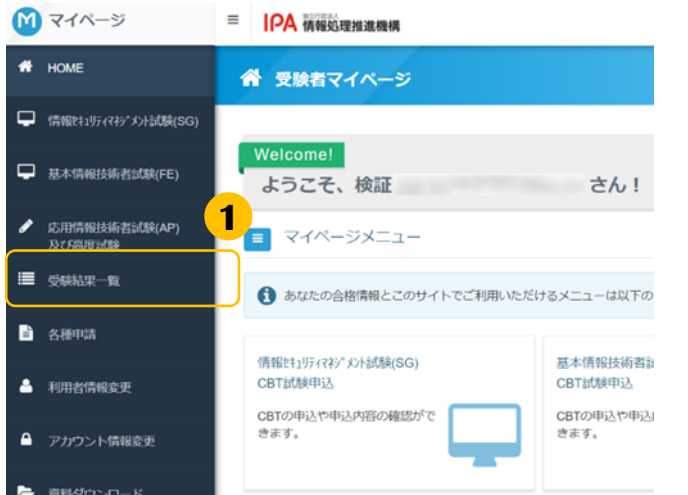 M マイページ
≡ IPA 情報処理推進機構
HOME
受験者マイページ
情報ｾｷｭﾘﾃｨﾏﾈｼﾞﾒﾝﾄ試験(SG)
基本情報技術者試験(FE)
応用情報技術者試験(AP)
及び高度試験
受験結果一覧
各種申請
利用者情報変更
アカウント情報変更
資料ダウンロード
1
Welcome!
ようこそ、検証 さん！
マイページメニュー
あなたの合格情報とこのサイトでご利用いただけるメニューは以下の
情報ｾｷｭﾘﾃｨﾏﾈｼﾞﾒﾝﾄ試験(SG)
CBT試験申込
CBTの申込や申込内容の確認がで
きます。
基本情報技術者試
CBT試験申込
CBTの申込や申込
きます。